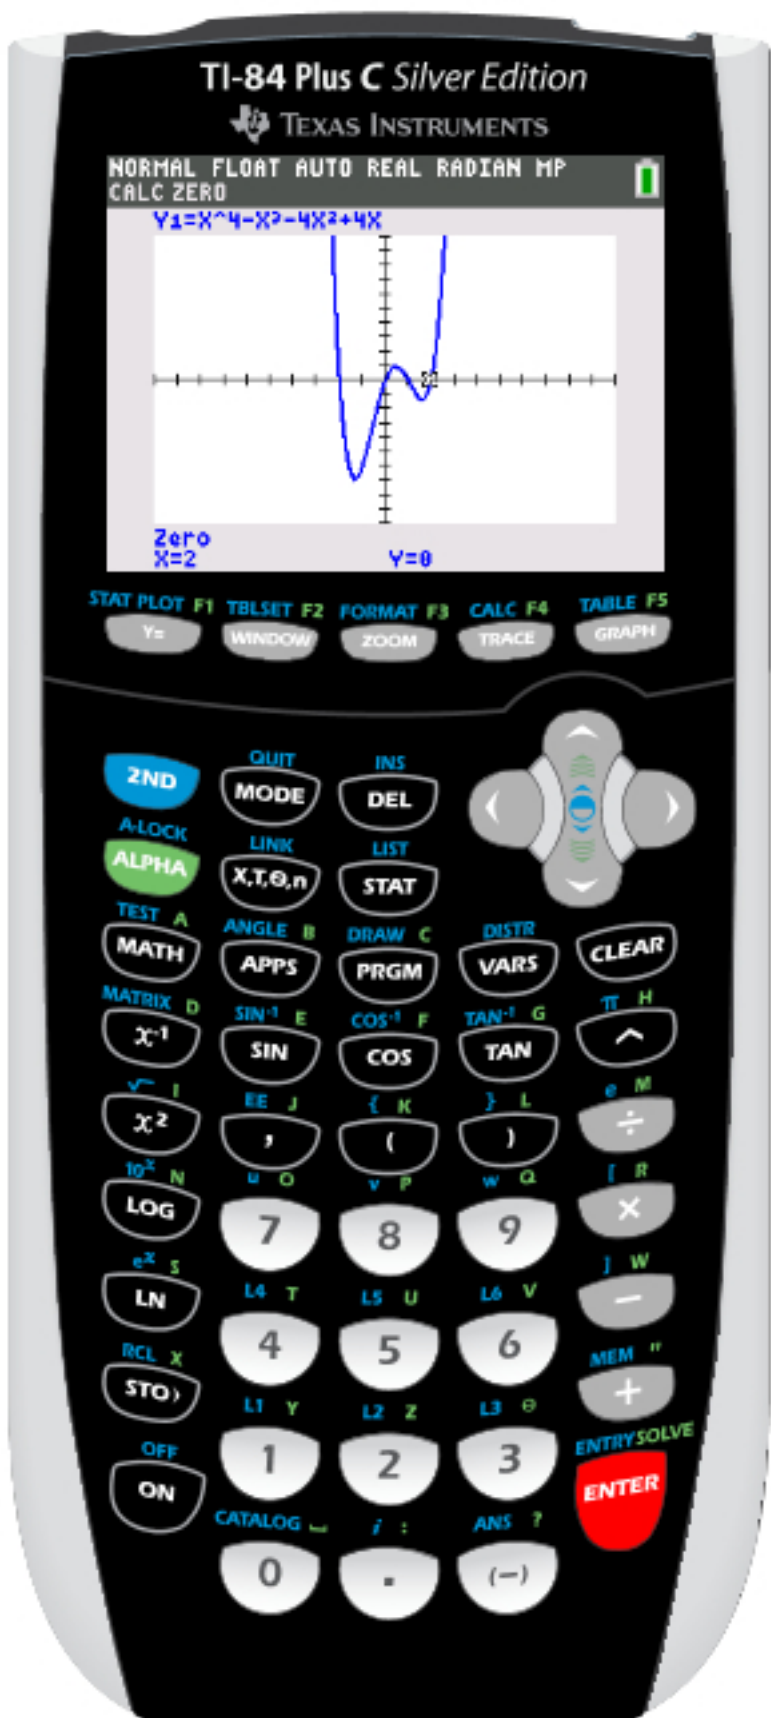 TI-84 Plus C Silver Edition
TEXAS INSTRUMENTS
NORMAL FLOAT AUTO REAL RADIAN MP
CALC ZERO
Y₁=X^4-X³-4X²+4X
Zero
X=2 Y=0
STAT PLOT F1 TBLSET F2 FORMAT F3 CALC F4 TABLE F5
Y= WINDOW ZOOM TRACE GRAPH
QUIT INS
2ND MODE DEL
A-LOCK LINK LIST
ALPHA X,T,Θ,n STAT
TEST A ANGLE B DRAW C DISTR
MATH APPS PRGM VARS CLEAR
MATRIX D SIN⁻¹ E COS⁻¹ F TAN⁻¹ G π H
x⁻¹ SIN COS TAN ^
√ I EE J { K } L e M
x² , ( ) ÷
10ˣ N u O v P w Q [ R
LOG 7 8 9 ×
eˣ S L4 T L5 U L6 V ] W
LN 4 5 6 −
RCL X L1 Y L2 Z L3 Θ MEM "
STO› 1 2 3 +
OFF CATALOG ⎵ i : ANS ? ENTRY SOLVE
ON 0 . (−) ENTER